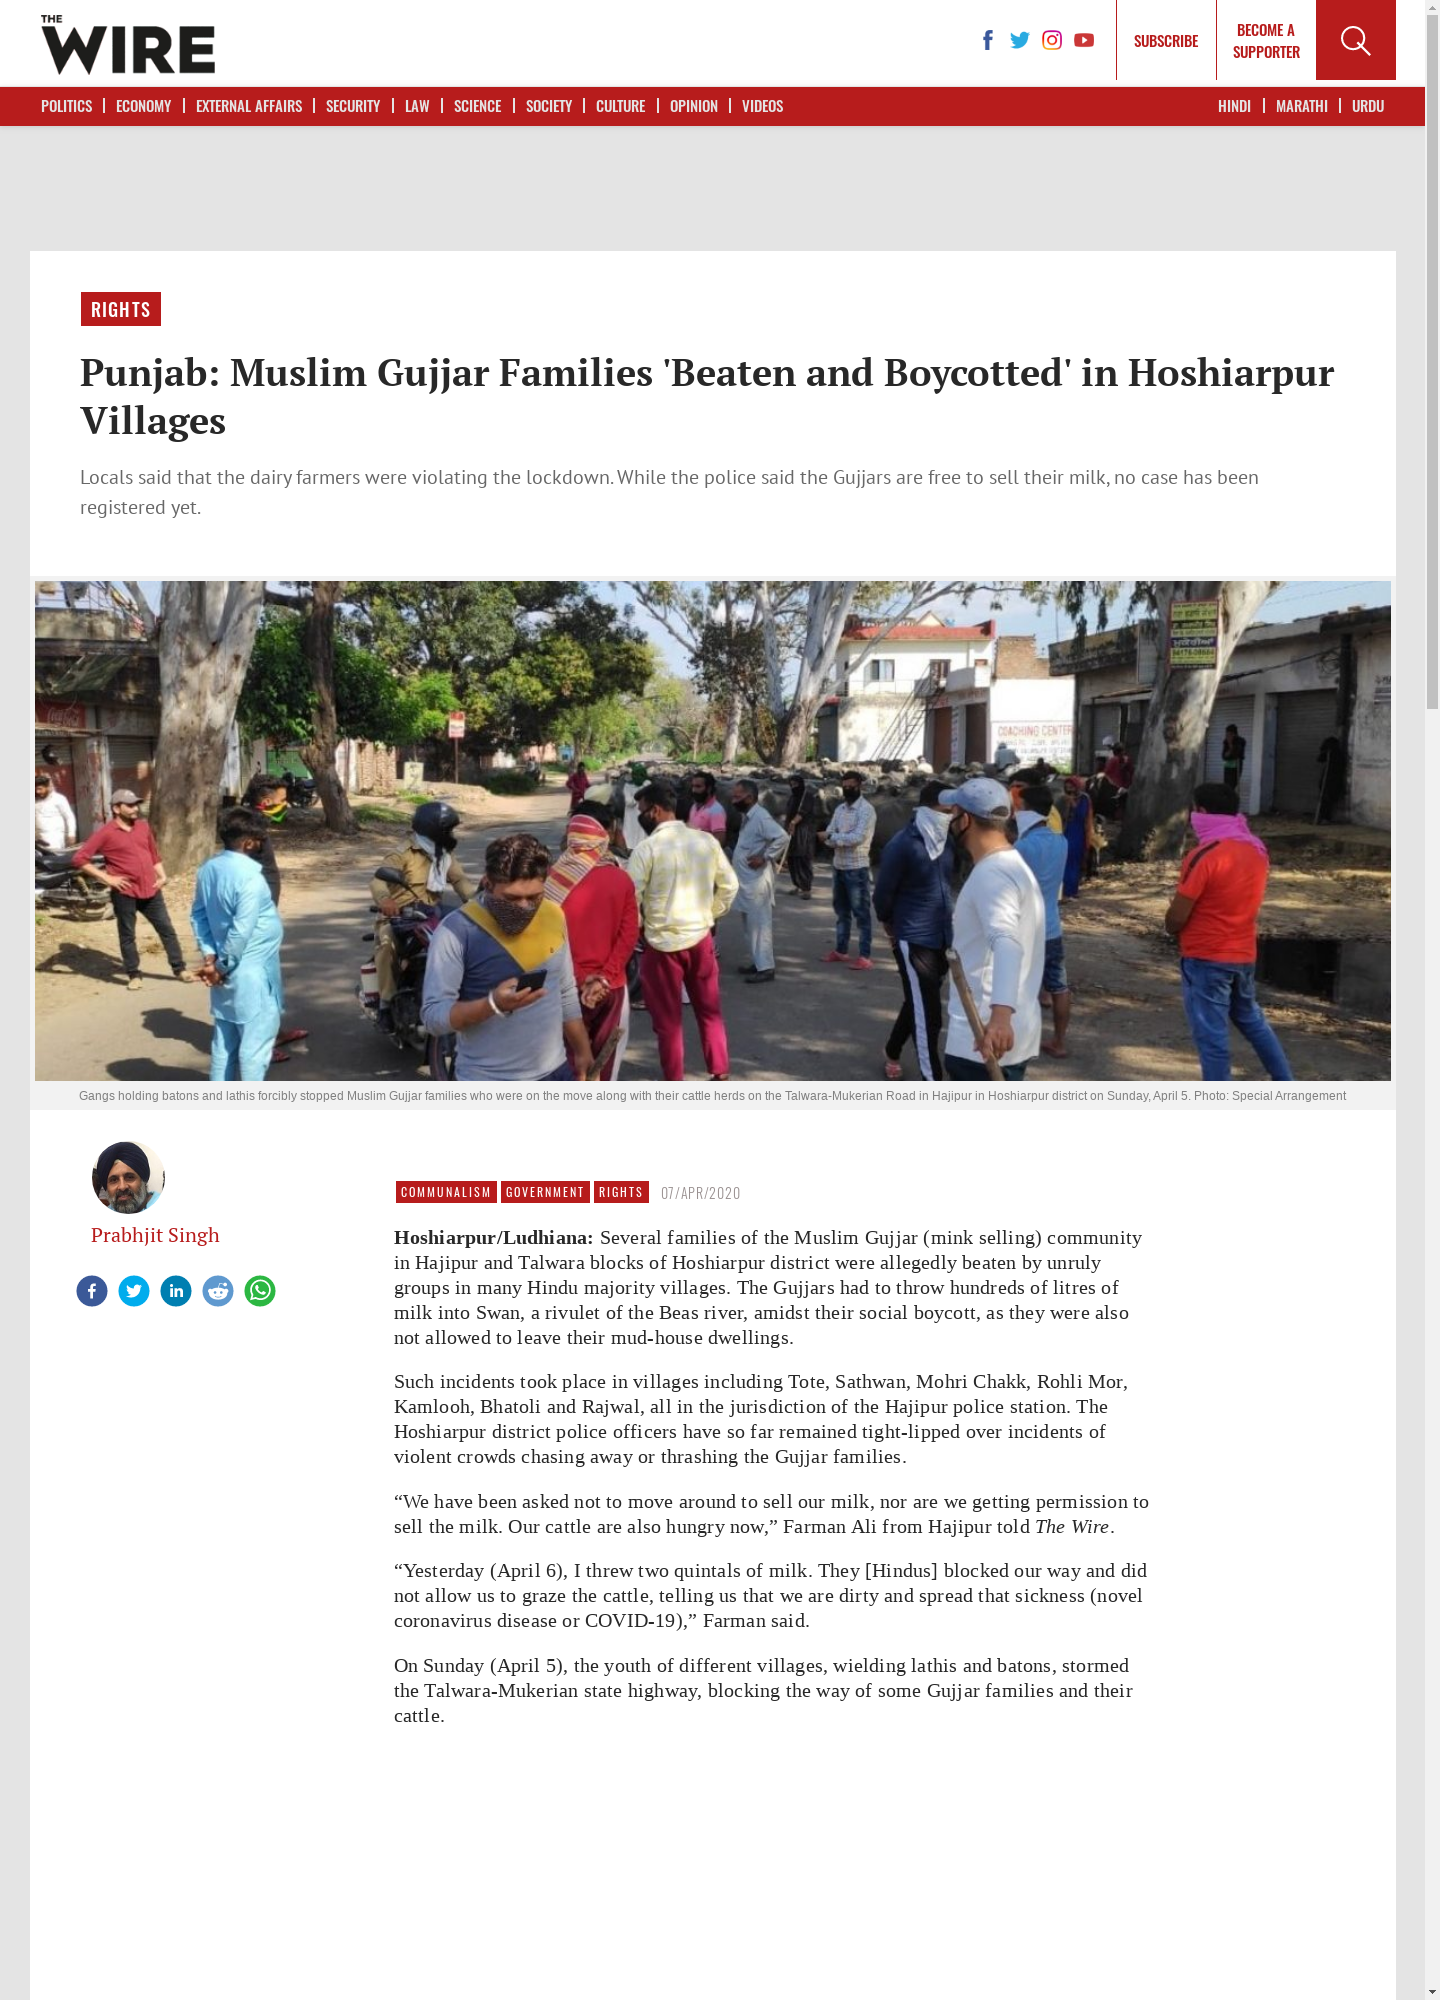 THE
WIRE
SUBSCRIBE
BECOME A
SUPPORTER
POLITICS
ECONOMY
EXTERNAL AFFAIRS
SECURITY
LAW
SCIENCE
SOCIETY
CULTURE
OPINION
VIDEOS
HINDI
MARATHI
URDU
RIGHTS
Punjab: Muslim Gujjar Families 'Beaten and Boycotted' in Hoshiarpur
Villages
Locals said that the dairy farmers were violating the lockdown. While the police said the Gujjars are free to sell their milk, no case has been
registered yet.
COACHING CENTER
Gangs holding batons and lathis forcibly stopped Muslim Gujjar families who were on the move along with their cattle herds on the Talwara-Mukerian Road in Hajipur in Hoshiarpur district on Sunday, April 5. Photo: Special Arrangement
Prabhjit Singh
COMMUNALISM
GOVERNMENT
RIGHTS
07/APR/2020
Hoshiarpur/Ludhiana: Several families of the Muslim Gujjar (mink selling) community
in Hajipur and Talwara blocks of Hoshiarpur district were allegedly beaten by unruly
groups in many Hindu majority villages. The Gujjars had to throw hundreds of litres of
milk into Swan, a rivulet of the Beas river, amidst their social boycott, as they were also
not allowed to leave their mud-house dwellings.
Such incidents took place in villages including Tote, Sathwan, Mohri Chakk, Rohli Mor,
Kamlooh, Bhatoli and Rajwal, all in the jurisdiction of the Hajipur police station. The
Hoshiarpur district police officers have so far remained tight-lipped over incidents of
violent crowds chasing away or thrashing the Gujjar families.
“We have been asked not to move around to sell our milk, nor are we getting permission to
sell the milk. Our cattle are also hungry now,” Farman Ali from Hajipur told The Wire.
“Yesterday (April 6), I threw two quintals of milk. They [Hindus] blocked our way and did
not allow us to graze the cattle, telling us that we are dirty and spread that sickness (novel
coronavirus disease or COVID-19),” Farman said.
On Sunday (April 5), the youth of different villages, wielding lathis and batons, stormed
the Talwara-Mukerian state highway, blocking the way of some Gujjar families and their
cattle.